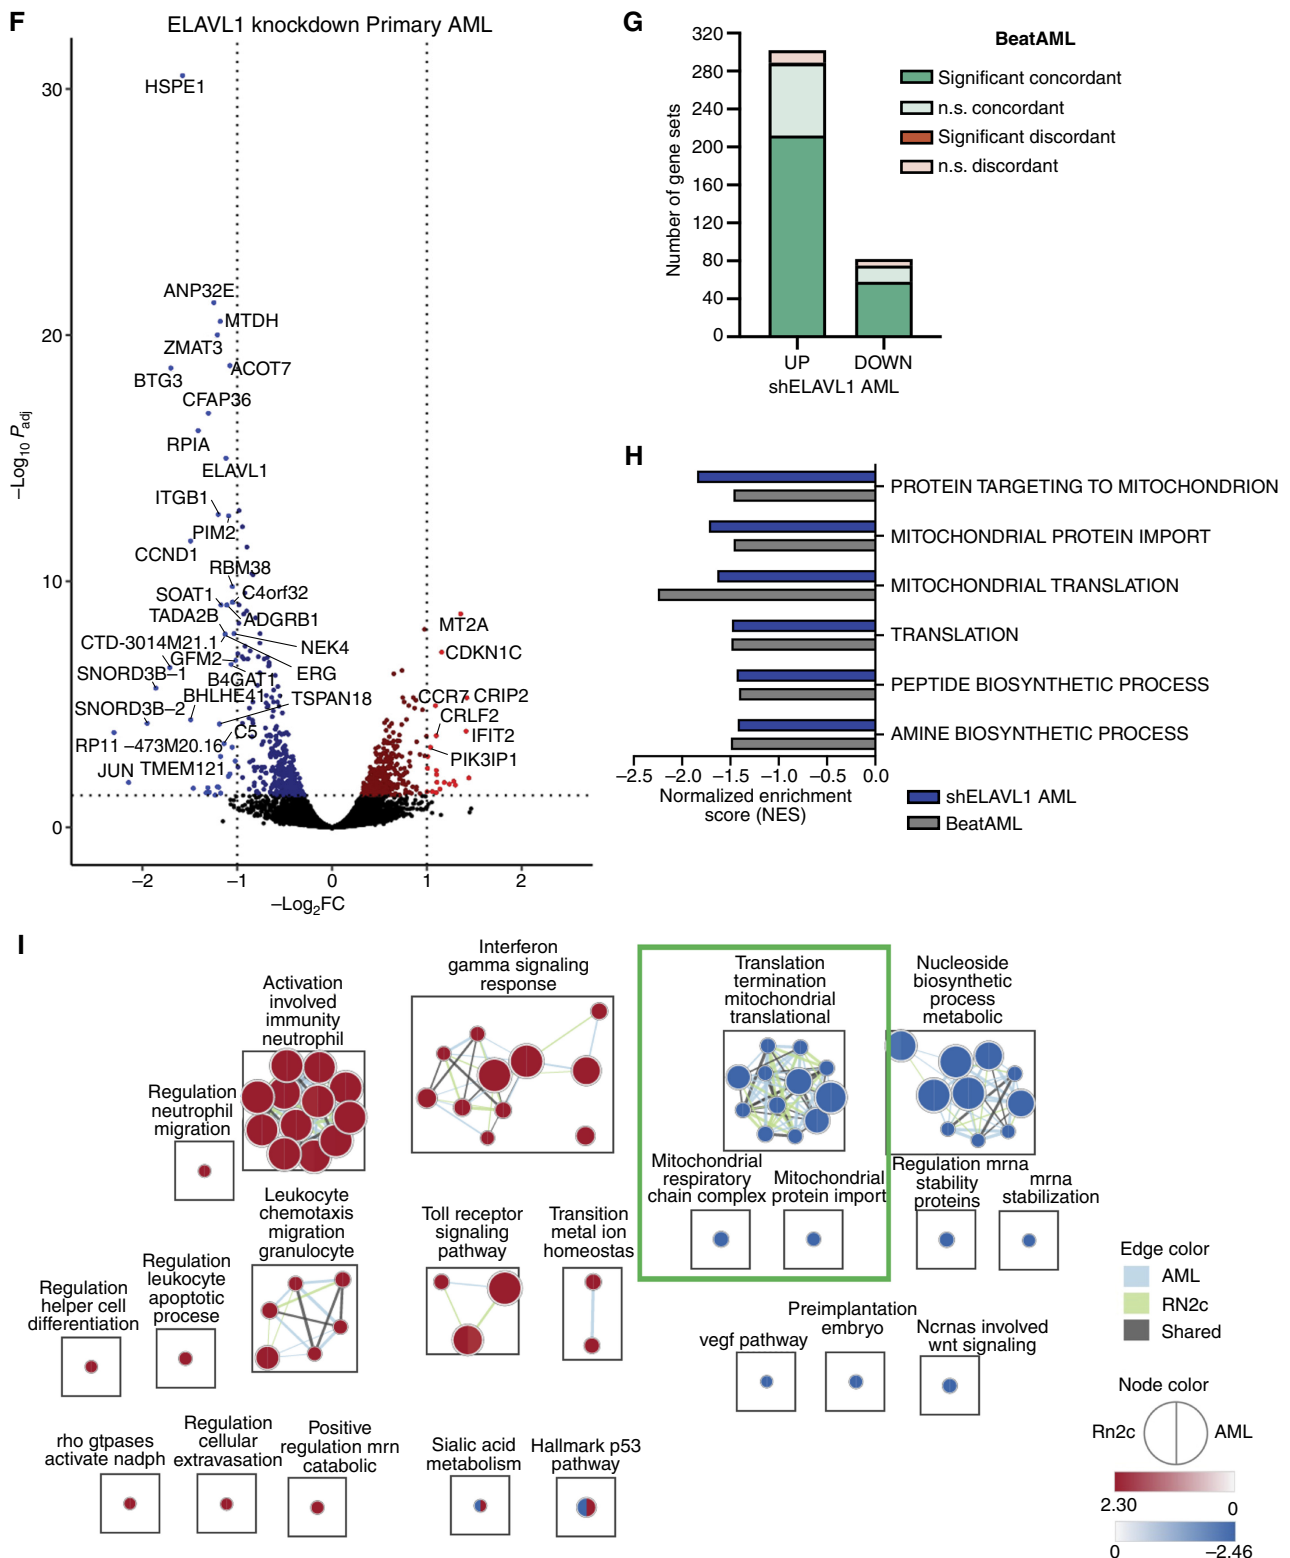 F
ELAVL1 knockdown Primary AML
30
20
10
0
–Log10 Padj
HSPE1
ANP32E
MTDH
ZMAT3
ACOT7
BTG3
CFAP36
RPIA
ELAVL1
ITGB1
PIM2
CCND1
RBM38
SOAT1
C4orf32
TADA2B
ADGRB1
CTD-3014M21.1
NEK4
GFM2
SNORD3B–1
B4GAT1
ERG
BHLHE41
TSPAN18
SNORD3B–2
C5
RP11 –473M20.16
JUN
TMEM121
MT2A
CDKN1C
CCR7
CRIP2
CRLF2
IFIT2
PIK3IP1
–2
–1
0
1
2
–Log2FC
G
320
280
240
200
160
120
80
40
0
Number of gene sets
UP
DOWN
shELAVL1 AML
BeatAML
Significant concordant
n.s. concordant
Significant discordant
n.s. discordant
H
PROTEIN TARGETING TO MITOCHONDRION
MITOCHONDRIAL PROTEIN IMPORT
MITOCHONDRIAL TRANSLATION
TRANSLATION
PEPTIDE BIOSYNTHETIC PROCESS
AMINE BIOSYNTHETIC PROCESS
–2.5
–2.0
–1.5
–1.0
–0.5
0.0
Normalized enrichment
score (NES)
shELAVL1 AML
BeatAML
I
Activation
involved
immunity
neutrophil
Interferon
gamma signaling
response
Translation
termination
mitochondrial
translational
Nucleoside
biosynthetic
process
metabolic
Regulation
neutrophil
migration
Mitochondrial
respiratory
chain complex
Mitochondrial
protein import
Regulation mrna
stability
proteins
mrna
stabilization
Leukocyte
chemotaxis
migration
granulocyte
Toll receptor
signaling
pathway
Transition
metal ion
homeostas
Regulation
helper cell
differentiation
Regulation
leukocyte
apoptotic
procese
vegf pathway
Preimplantation
embryo
Ncrnas involved
wnt signaling
rho gtpases
activate nadph
Regulation
cellular
extravasation
Positive
regulation mrn
catabolic
Sialic acid
metabolism
Hallmark p53
pathway
Edge color
AML
RN2c
Shared
Node color
Rn2c
AML
2.30
0
0
–2.46